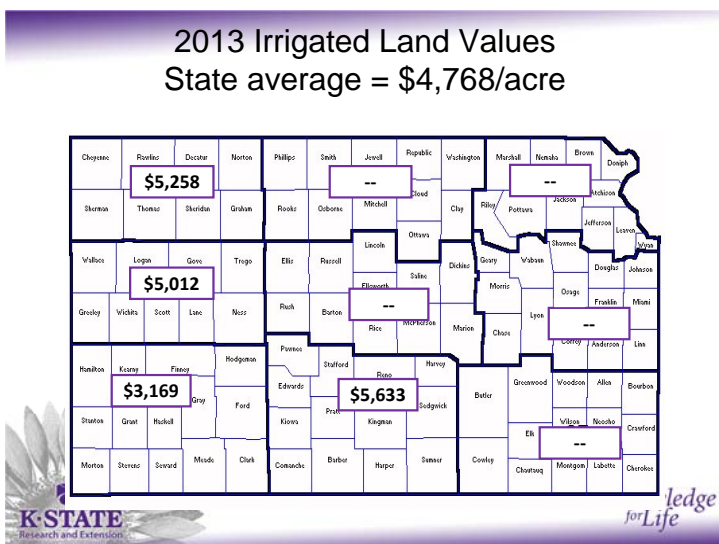 2013 Irrigated Land Values
State average = $4,768/acre
Cheyenne Rawlins Decatur Norton Phillips Smith Jewell Republic Washington Marshall Nemaha Brown Doniph
$5,258 -- --
Cloud Atchison
Sherman Thomas Sheridan Graham Rooks Osborne Mitchell Clay Riley Pottawa Jackson
Jefferson
Ottawa Leaven
Wyan
Wallace Logan Gove Trego Ellis Russell Lincoln Saline Dickins Geary Wabaun Shawnee Douglas Johnson
$5,012 Ellsworth Morris Osage
Greeley Wichita Scott Lane Ness Rush Barton -- Rice McPherson Marion Chase Lyon Franklin Miami
--
Coffey Anderson Linn
Hamilton Kearny Finney Hodgeman Pawnee Stafford Reno Harvey
$3,169 Gray Edwards $5,633 Butler Greenwood Woodson Allen Bourbon
Ford Pratt Sedgwick
Stanton Grant Haskell Kiowa Kingman Elk Wilson Neosho Crawford
--
Morton Stevens Seward Meade Clark Comanche Barber Harper Sumner Cowley Chautauq Montgom Labette Cherokee
K-STATE
Research and Extension
ledge
for Life